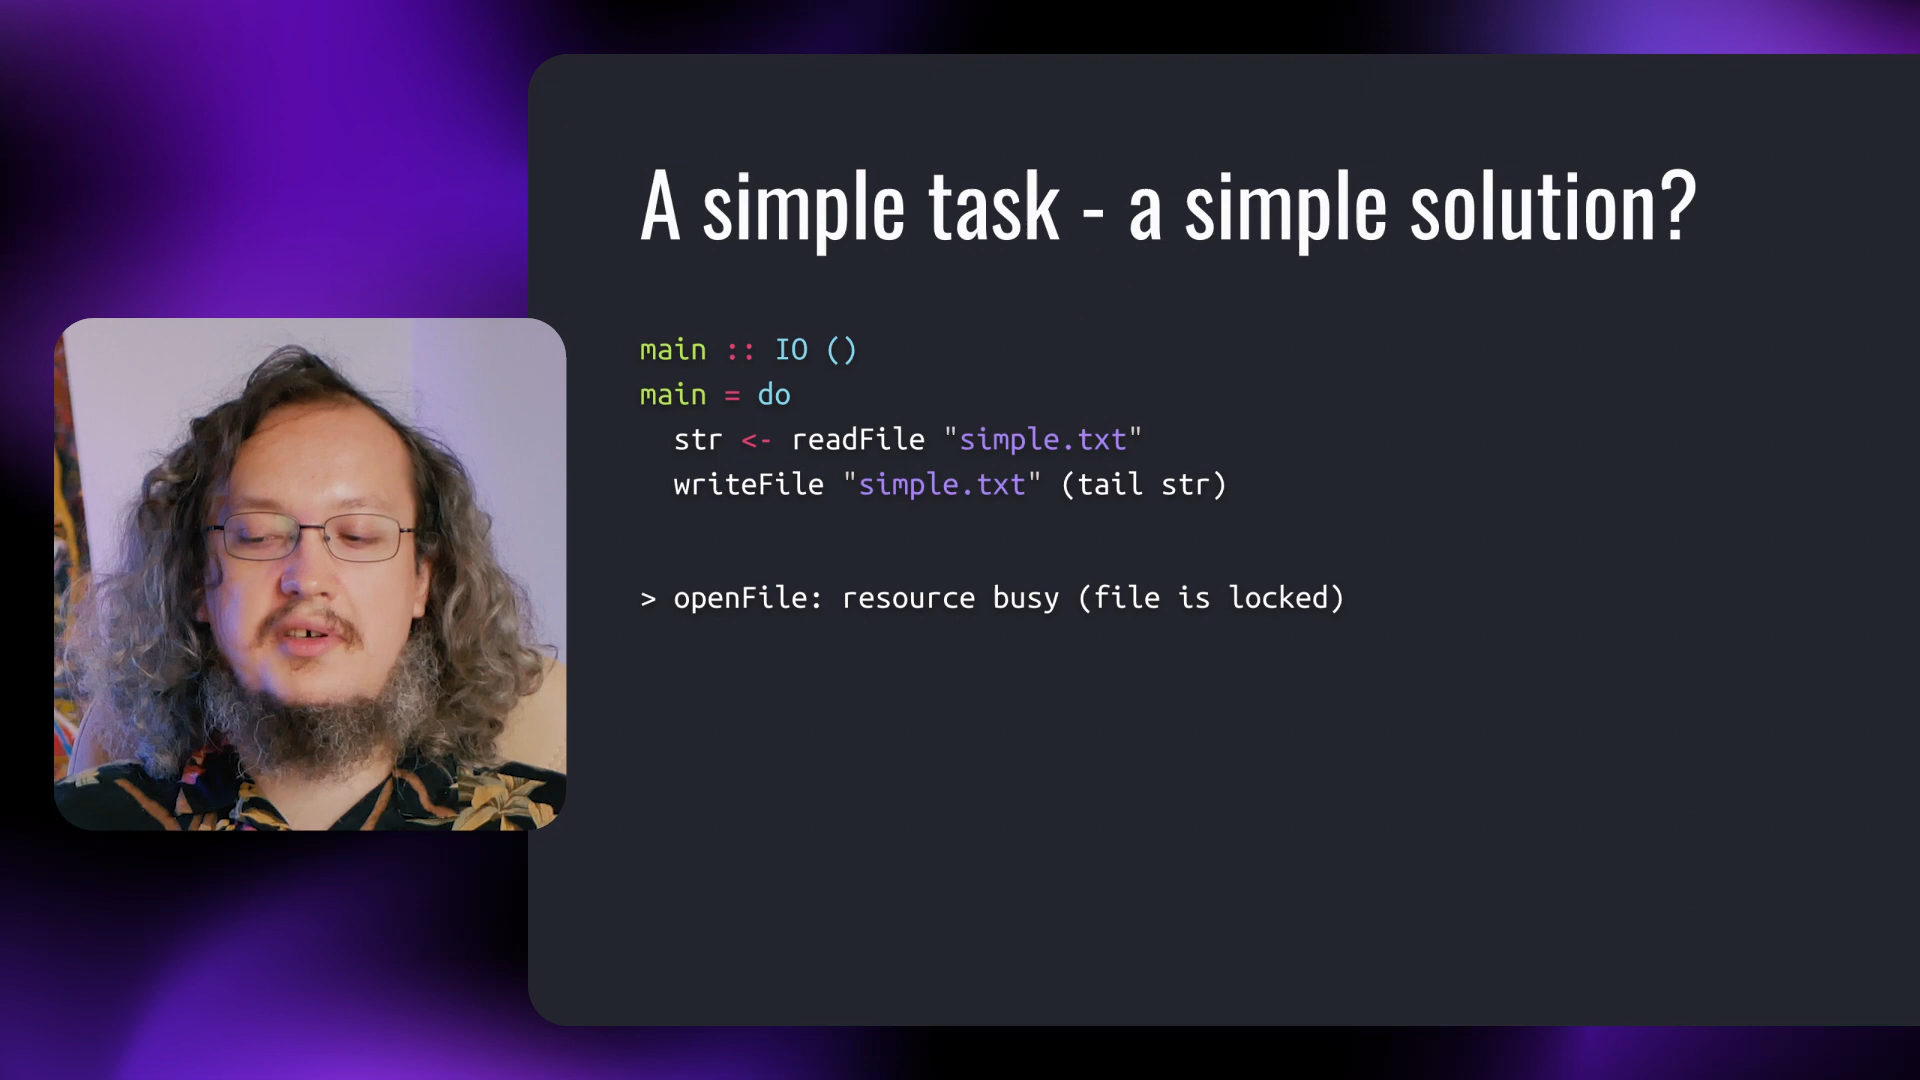 A simple task - a simple solution?
main :: IO ()
main = do
  str <- readFile "simple.txt"
  writeFile "simple.txt" (tail str)
> openFile: resource busy (file is locked)